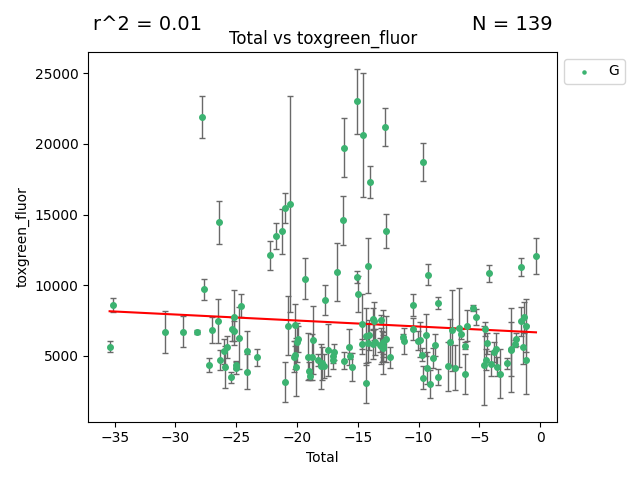 r^2 = 0.01
N = 139
Total vs toxgreen_fluor
G
25000
20000
15000
10000
5000
toxgreen_fluor
−35
−30
−25
−20
−15
−10
−5
0
Total